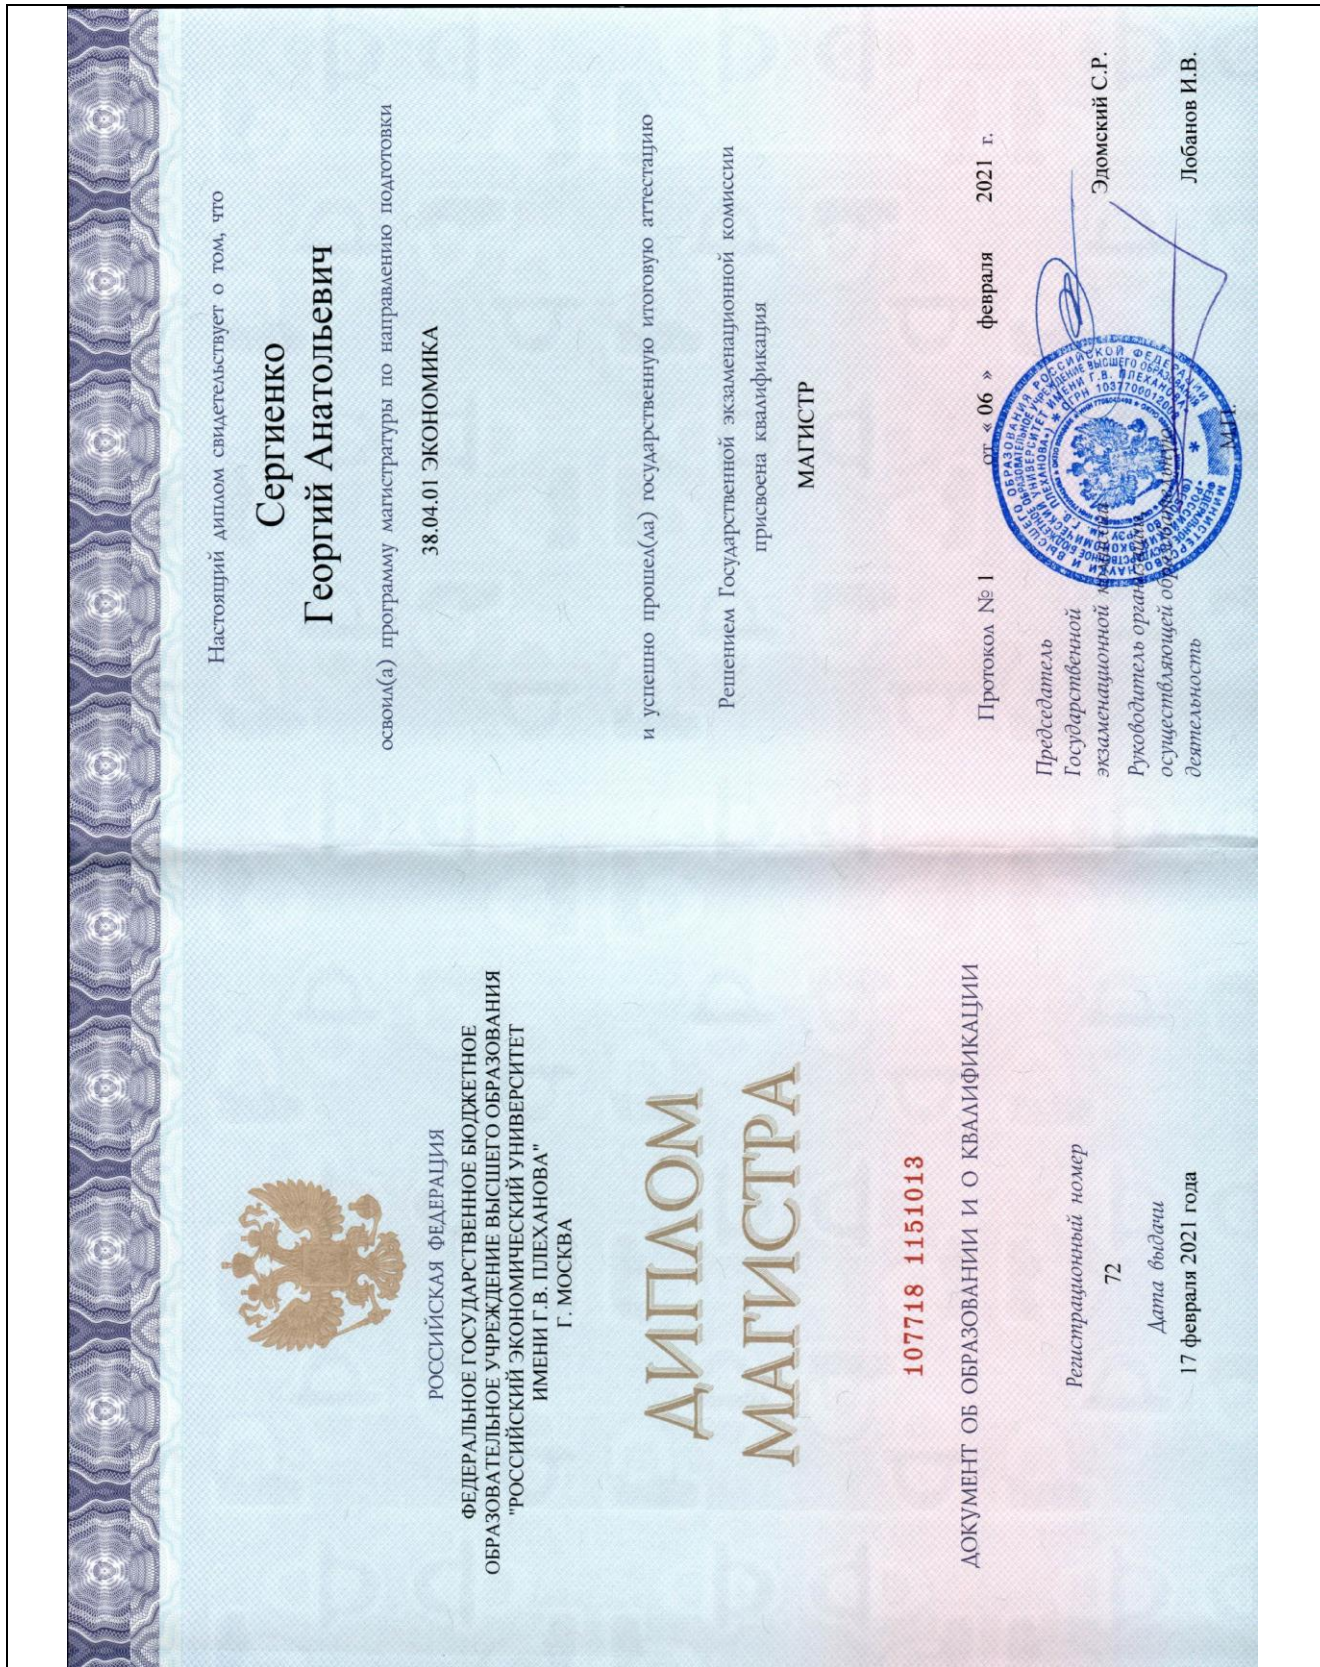 РОССИЙСКАЯ ФЕДЕРАЦИЯ
ФЕДЕРАЛЬНОЕ ГОСУДАРСТВЕННОЕ БЮДЖЕТНОЕ
ОБРАЗОВАТЕЛЬНОЕ УЧРЕЖДЕНИЕ ВЫСШЕГО ОБРАЗОВАНИЯ
"РОССИЙСКИЙ ЭКОНОМИЧЕСКИЙ УНИВЕРСИТЕТ
ИМЕНИ Г.В. ПЛЕХАНОВА"
Г. МОСКВА
ДИПЛОМ
МАГИСТРА
107718 1151013
ДОКУМЕНТ ОБ ОБРАЗОВАНИИ И О КВАЛИФИКАЦИИ
Регистрационный номер
72
Дата выдачи
17 февраля 2021 года
Настоящий диплом свидетельствует о том, что
Сергиенко
Георгий Анатольевич
освоил(а) программу магистратуры по направлению подготовки
38.04.01 ЭКОНОМИКА
и успешно прошел(ла) государственную итоговую аттестацию
Решением Государственной экзаменационной комиссии
присвоена квалификация
МАГИСТР
Протокол № 1 от « 06 » февраля 2021 г.
Председатель
Государственной
экзаменационной комиссии Эдомский С.Р.
Руководитель организации,
осуществляющей образовательную
деятельность Лобанов И.В.
М.П.